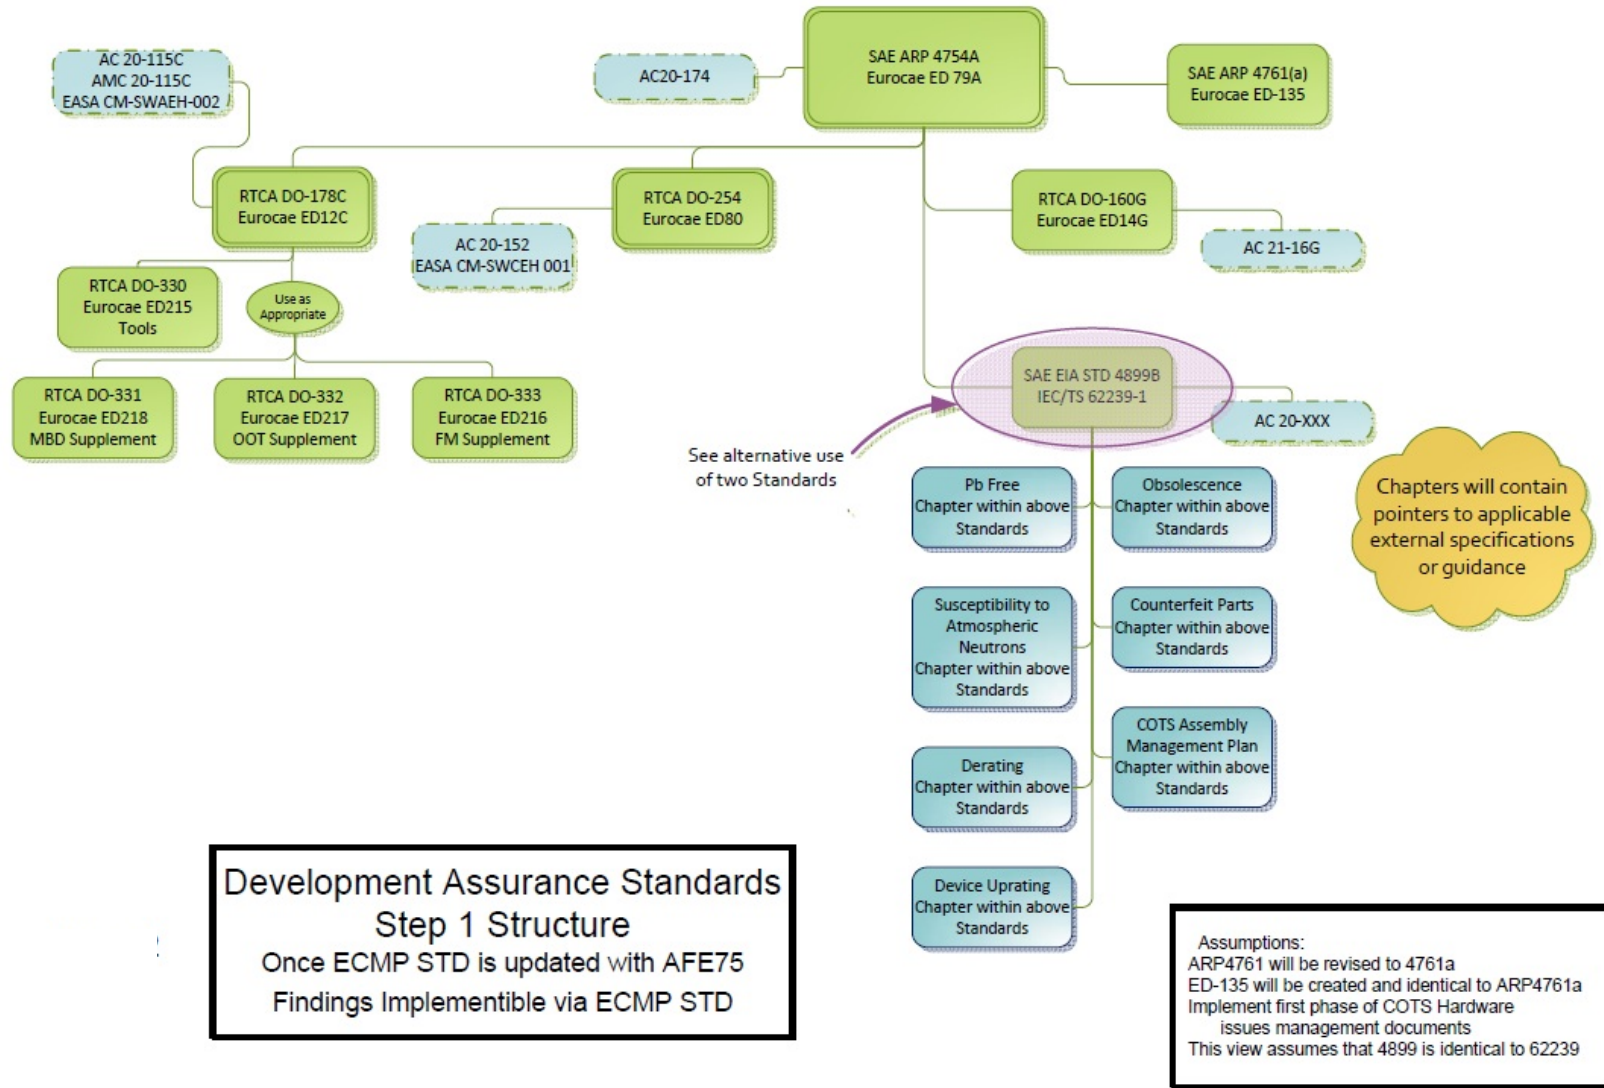 AC 20-115C
AMC 20-115C
EASA CM-SWAEH-002
AC20-174
SAE ARP 4754A
Eurocae ED 79A
SAE ARP 4761(a)
Eurocae ED-135
RTCA DO-178C
Eurocae ED12C
RTCA DO-254
Eurocae ED80
RTCA DO-160G
Eurocae ED14G
AC 20-152
EASA CM-SWCEH 001
AC 21-16G
RTCA DO-330
Eurocae ED215
Tools
Use as
Appropriate
RTCA DO-331
Eurocae ED218
MBD Supplement
RTCA DO-332
Eurocae ED217
OOT Supplement
RTCA DO-333
Eurocae ED216
FM Supplement
SAE EIA STD 4899B
IEC/TS 62239-1
AC 20-XXX
See alternative use
of two Standards
Pb Free
Chapter within above
Standards
Obsolescence
Chapter within above
Standards
Chapters will contain
pointers to applicable
external specifications
or guidance
Susceptibility to
Atmospheric
Neutrons
Chapter within above
Standards
Counterfeit Parts
Chapter within above
Standards
COTS Assembly
Management Plan
Chapter within above
Standards
Derating
Chapter within above
Standards
Device Uprating
Chapter within above
Standards
Development Assurance Standards
Step 1 Structure
Once ECMP STD is updated with AFE75
Findings Implementible via ECMP STD
Assumptions:
ARP4761 will be revised to 4761a
ED-135 will be created and identical to ARP4761a
Implement first phase of COTS Hardware
issues management documents
This view assumes that 4899 is identical to 62239